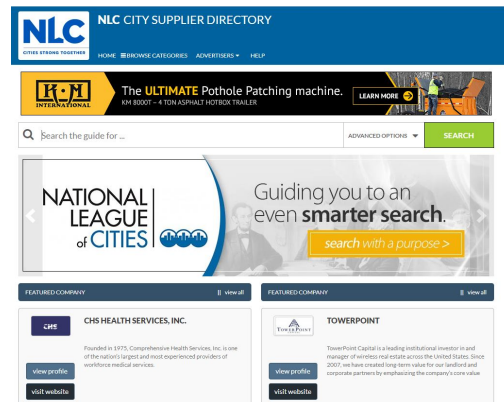 NLC
CITIES STRONG TOGETHER
NLC CITY SUPPLIER DIRECTORY
HOME BROWSE CATEGORIES ADVERTISERS HELP
K·M
INTERNATIONAL
The ULTIMATE Pothole Patching machine.
KM 8000T – 4 TON ASPHALT HOTBOX TRAILER
LEARN MORE
Search the guide for ...
ADVANCED OPTIONS
SEARCH
NATIONAL
LEAGUE
of CITIES
Guiding you to an
even smarter search.
search with a purpose >
FEATURED COMPANY || view all
CHS
CHS HEALTH SERVICES, INC.
Founded in 1975, Comprehensive Health Services, Inc. is one
of the nation's largest and most experienced providers of
workforce medical services.
view profile
visit website
FEATURED COMPANY || view all
TOWERPOINT
TOWERPOINT
TowerPoint Capital is a leading institutional investor in and
manager of wireless real estate across the United States. Since
2007, we have created long-term value for our landlord and
corporate partners by emphasizing the company's core value
view profile
visit website